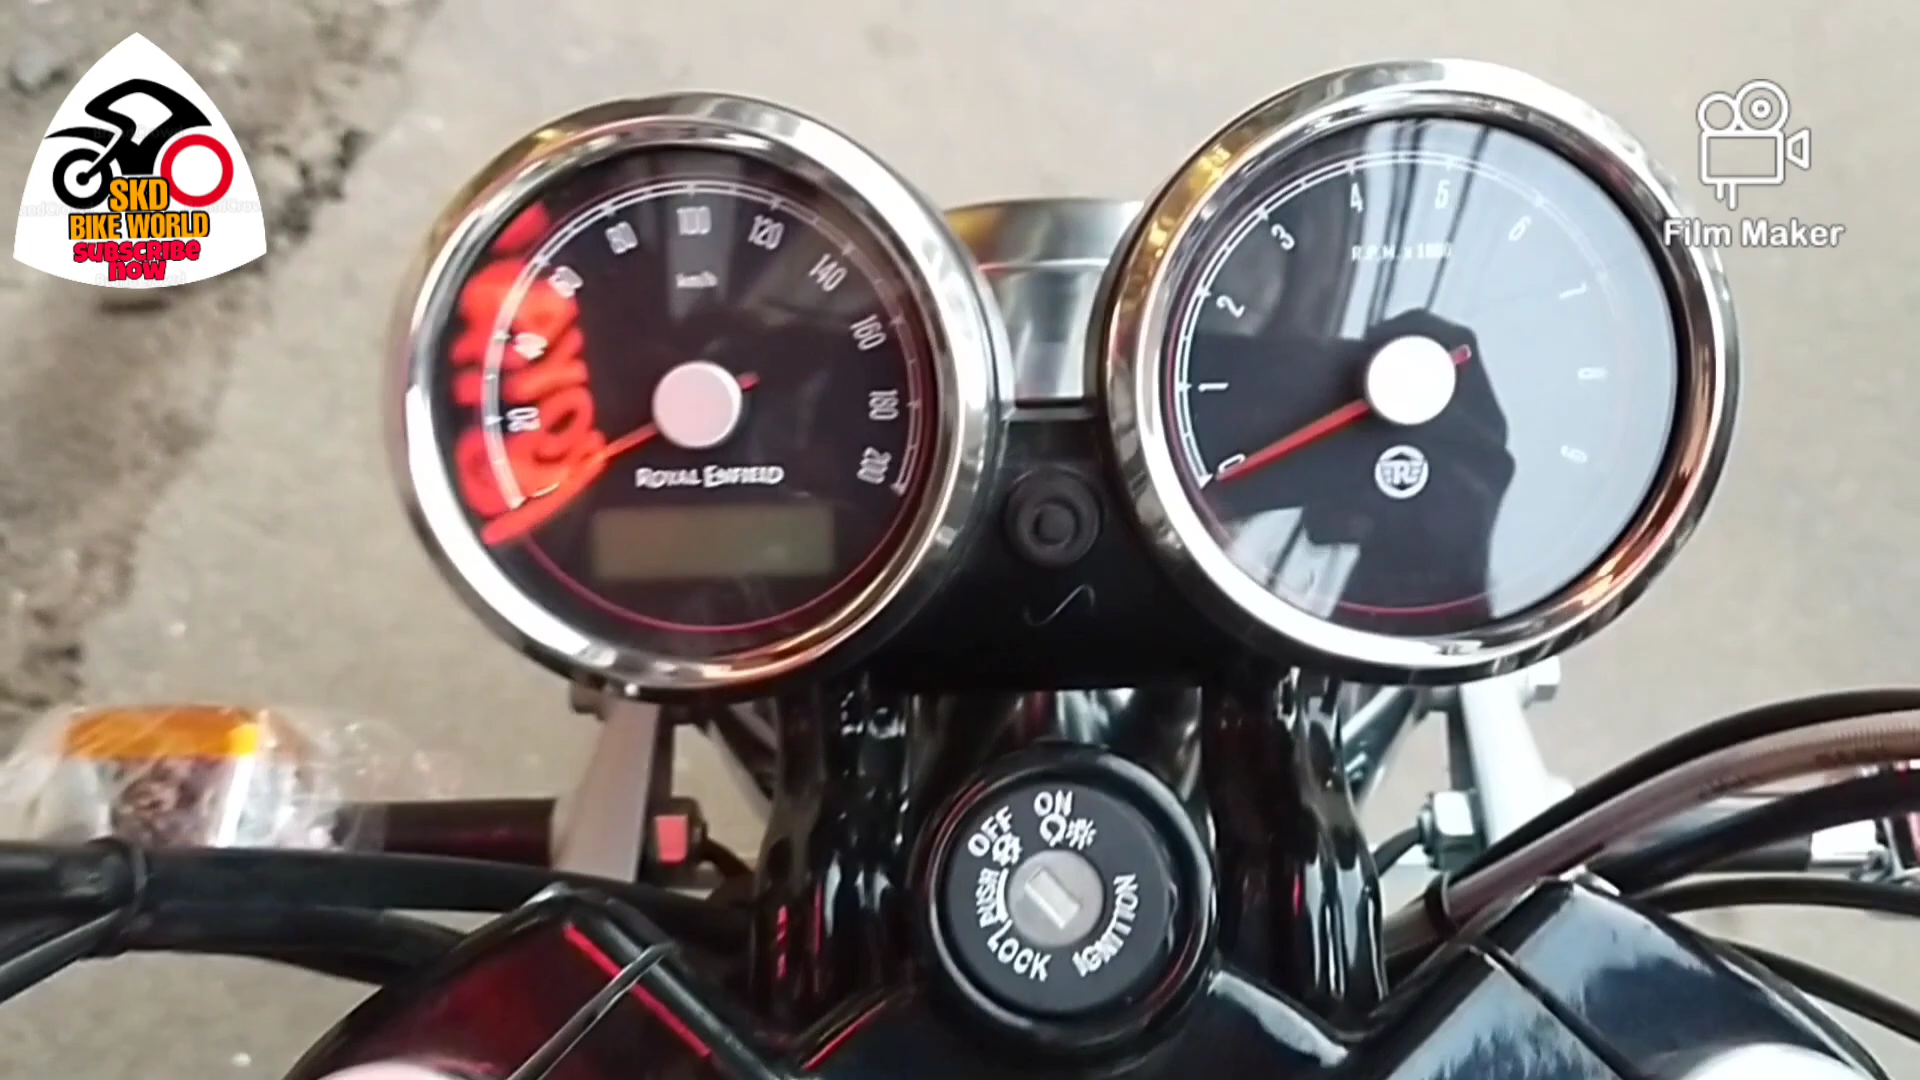 SKD
BIKE WORLD
SUBSCRIBE
now
Film Maker
20
40
60
80
100
120
140
160
180
200
km/h
ROYAL ENFIELD
0
1
2
3
4
5
6
7
8
9
R.P.M. x 1000
R
OFF
ON
PUSH
LOCK
IGNITION